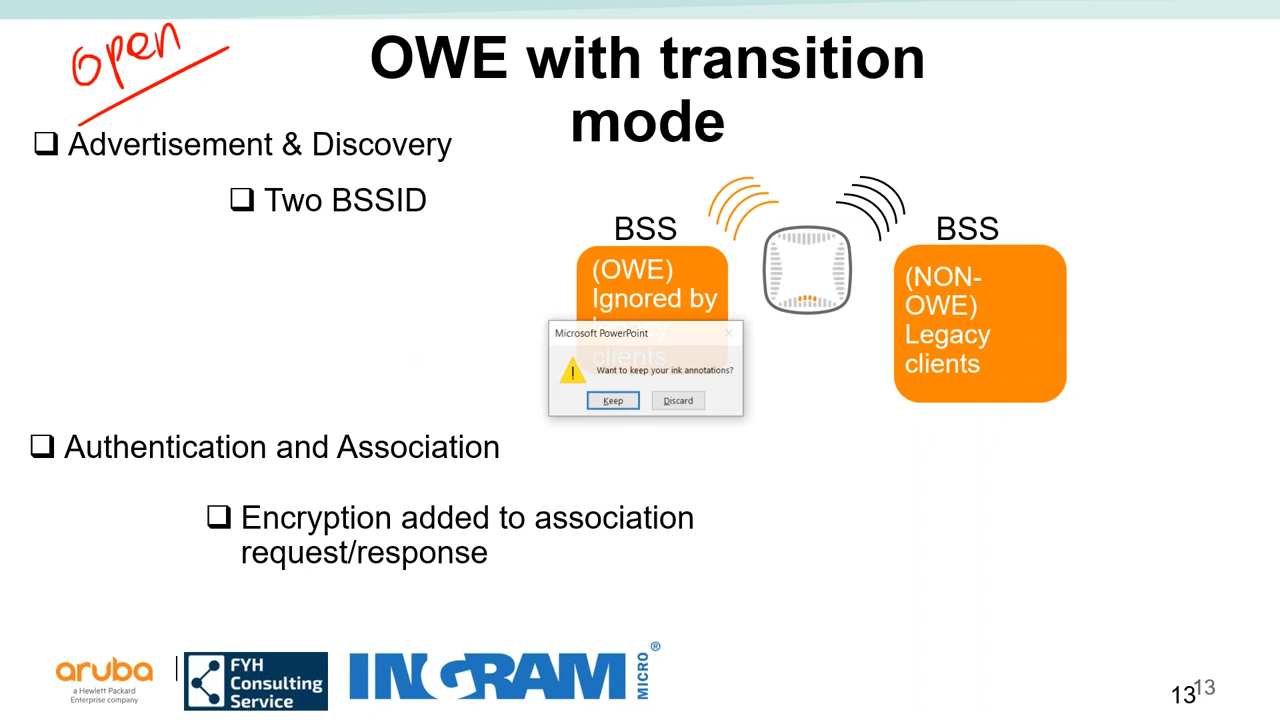 open
OWE with transition
mode
Advertisement & Discovery
Two BSSID
BSS
(OWE)
Ignored by
legacy
clients
BSS
(NON-
OWE)
Legacy
clients
Microsoft PowerPoint
Want to keep your ink annotations?
Keep
Discard
Authentication and Association
Encryption added to association
request/response
aruba
a Hewlett Packard
Enterprise company
FYH
Consulting
Service
INGRAM
MICRO
®
13
13